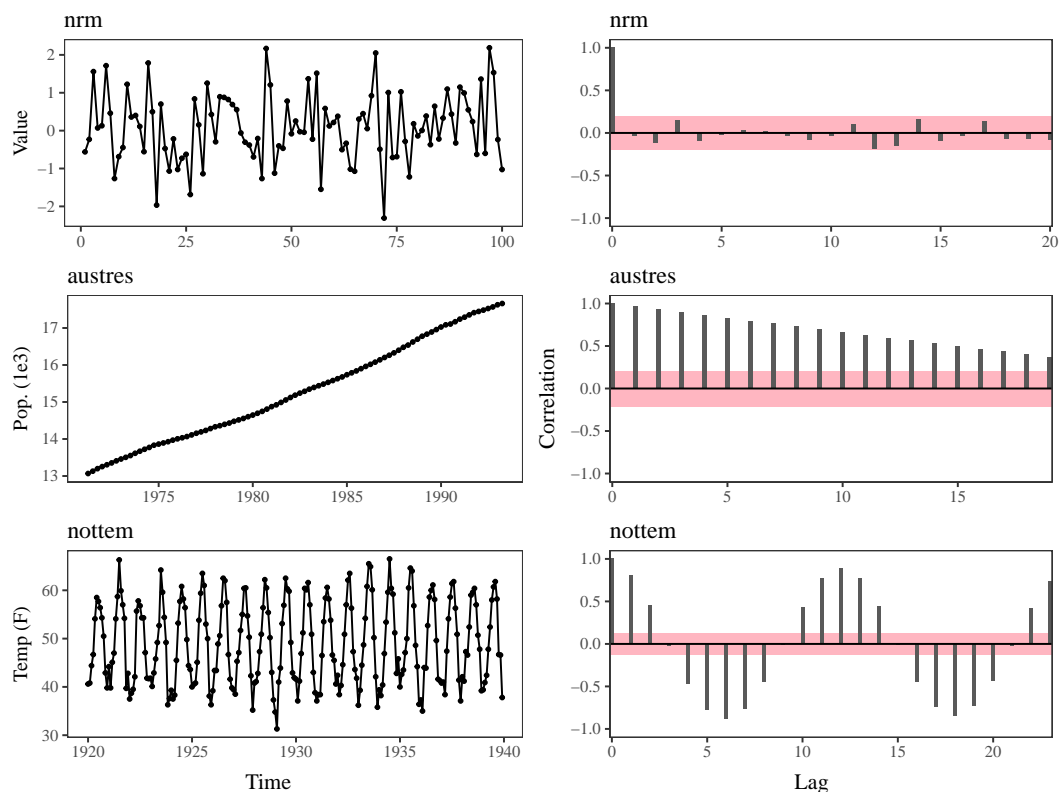 nrm
Value
2
1
0
−1
−2
0 25 50 75 100
nrm
1.0
0.5
0.0
−0.5
−1.0
0 5 10 15 20
austres
Pop. (1e3)
17
16
15
14
13
1975 1980 1985 1990
austres
Correlation
1.0
0.5
0.0
−0.5
−1.0
0 5 10 15
nottem
Temp (F)
60
50
40
30
1920 1925 1930 1935 1940
Time
nottem
1.0
0.5
0.0
−0.5
−1.0
0 5 10 15 20
Lag